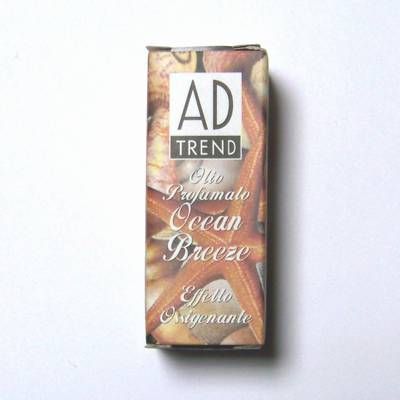 AD
TREND
Olio
Profumato
Ocean
Breeze
Effetto
Ossigenante